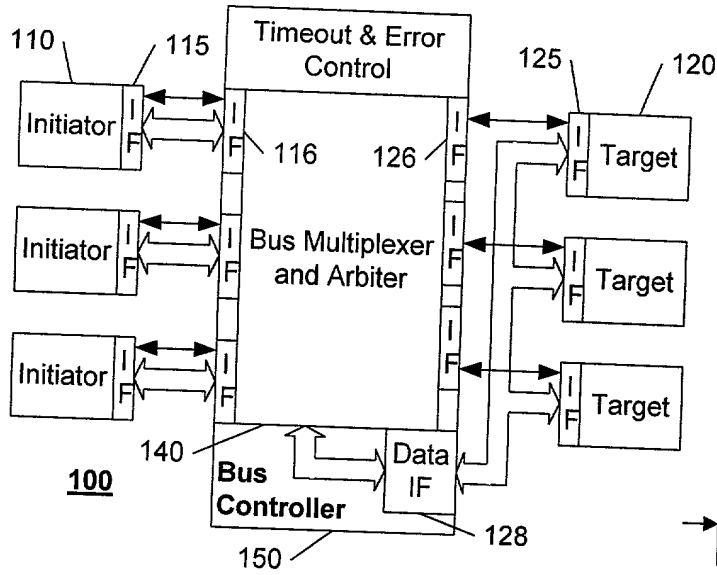 110
115
Timeout & Error
Control
125
120
Initiator
I
F
I
F
116
126
I
F
I
F
Target
Initiator
I
F
I
F
Bus Multiplexer
and Arbiter
I
F
I
F
Target
Initiator
I
F
I
F
I
F
I
F
Target
140
100
Bus
Controller
Data
IF
128
150